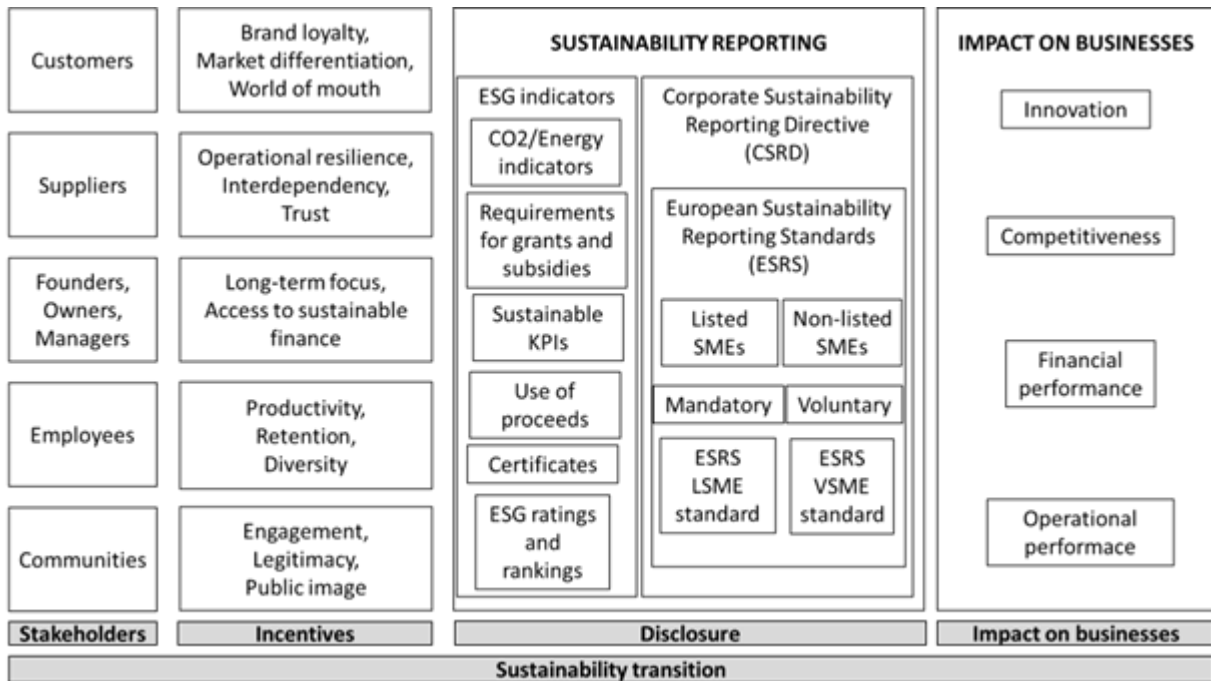 Customers
Brand loyalty,
Market differentiation,
World of mouth
Suppliers
Operational resilience,
Interdependency,
Trust
Founders,
Owners,
Managers
Long-term focus,
Access to sustainable
finance
Employees
Productivity,
Retention,
Diversity
Communities
Engagement,
Legitimacy,
Public image
SUSTAINABILITY REPORTING
ESG indicators
CO2/Energy
indicators
Requirements
for grants and
subsidies
Sustainable
KPIs
Use of
proceeds
Certificates
ESG ratings
and
rankings
Corporate Sustainability
Reporting Directive
(CSRD)
European Sustainability
Reporting Standards
(ESRS)
Listed
SMEs
Non-listed
SMEs
Mandatory
Voluntary
ESRS
LSME
standard
ESRS
VSME
standard
IMPACT ON BUSINESSES
Innovation
Competitiveness
Financial
performance
Operational
performace
Stakeholders
Incentives
Disclosure
Impact on businesses
Sustainability transition